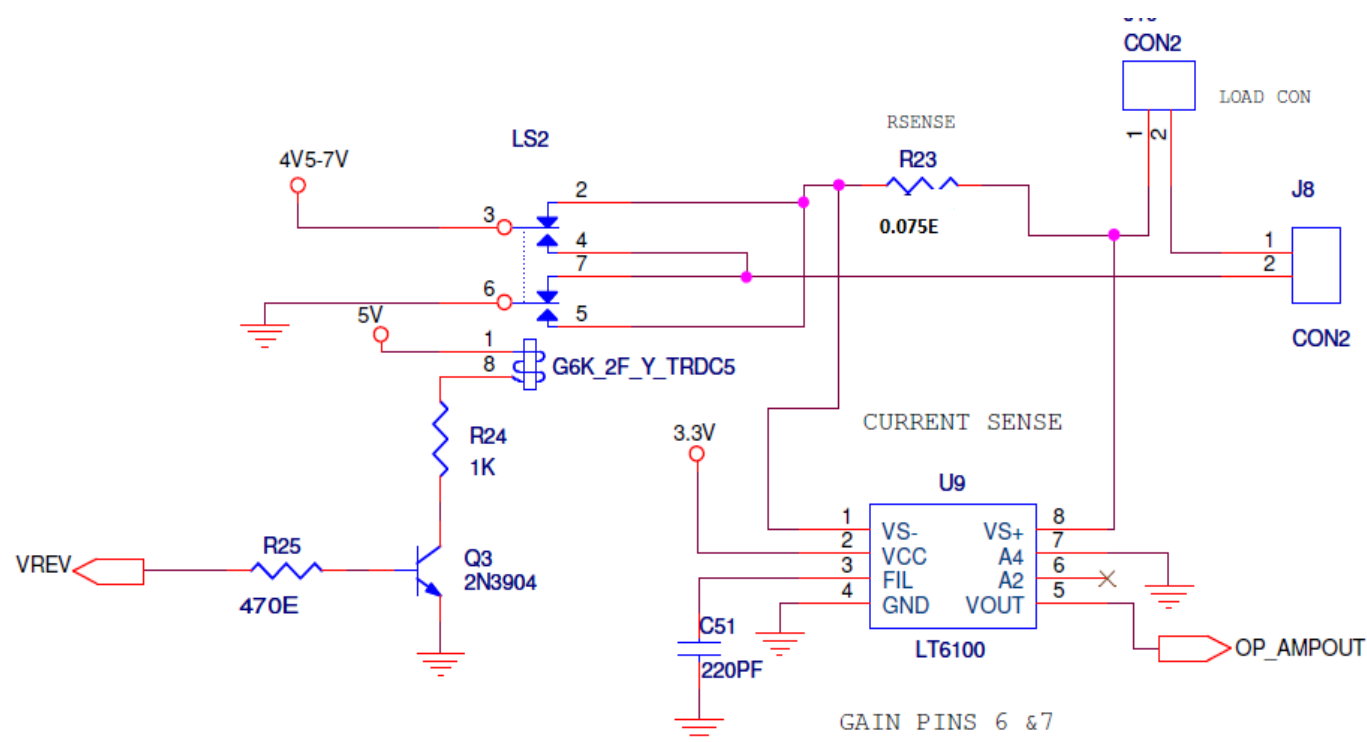 CON2
LOAD CON
1
2
RSENSE
R23
0.075E
LS2
4V5-7V
J8
1
2
CON2
3
2
4
7
6
5
5V
1
8
G6K_2F_Y_TRDC5
R24
1K
3.3V
CURRENT SENSE
U9
1 VS- VS+ 8
2 VCC A4 7
3 FIL A2 6
4 GND VOUT 5
LT6100
VREV
R25
470E
Q3
2N3904
C51
220PF
OP_AMPOUT
GAIN PINS 6 &7